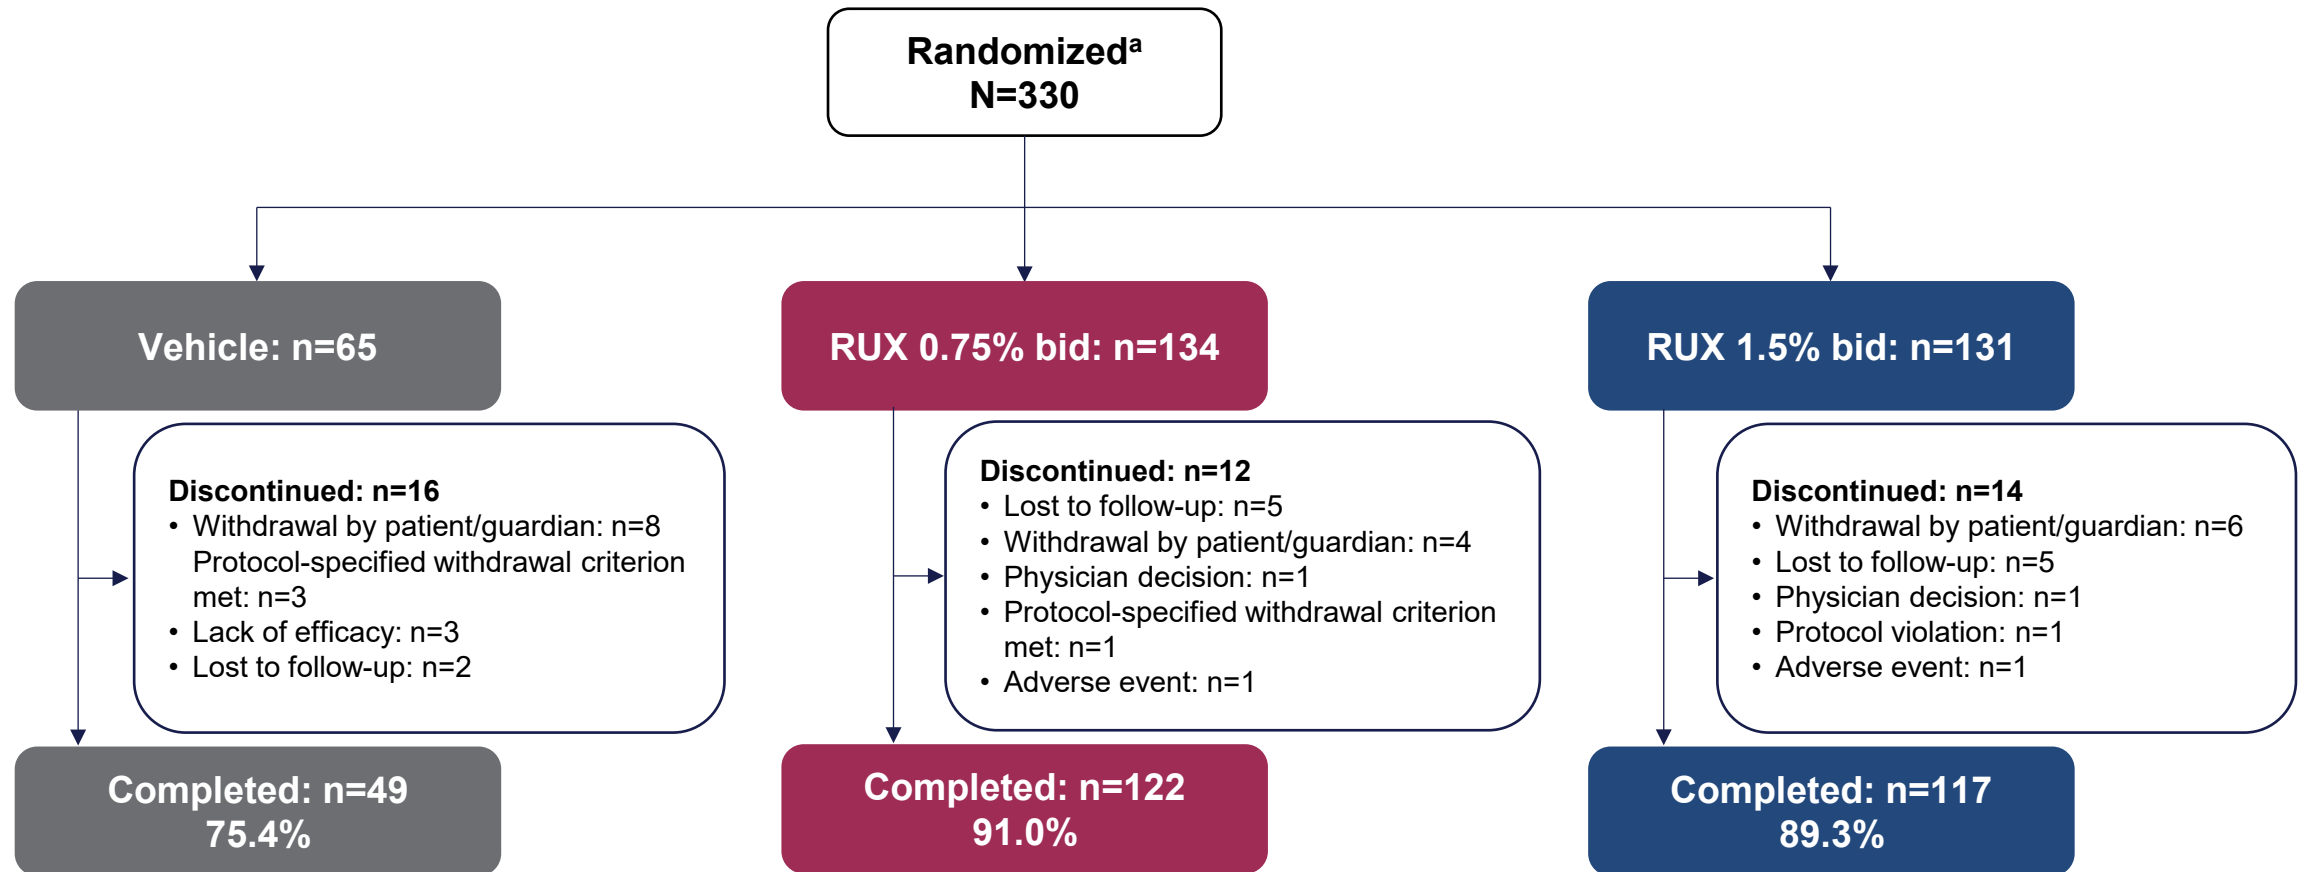 Randomizedᵃ
N=330
Vehicle: n=65
RUX 0.75% bid: n=134
RUX 1.5% bid: n=131
Discontinued: n=16
• Withdrawal by patient/guardian: n=8
Protocol-specified withdrawal criterion
met: n=3
• Lack of efficacy: n=3
• Lost to follow-up: n=2
Discontinued: n=12
• Lost to follow-up: n=5
• Withdrawal by patient/guardian: n=4
• Physician decision: n=1
• Protocol-specified withdrawal criterion
met: n=1
• Adverse event: n=1
Discontinued: n=14
• Withdrawal by patient/guardian: n=6
• Lost to follow-up: n=5
• Physician decision: n=1
• Protocol violation: n=1
• Adverse event: n=1
Completed: n=49
75.4%
Completed: n=122
91.0%
Completed: n=117
89.3%